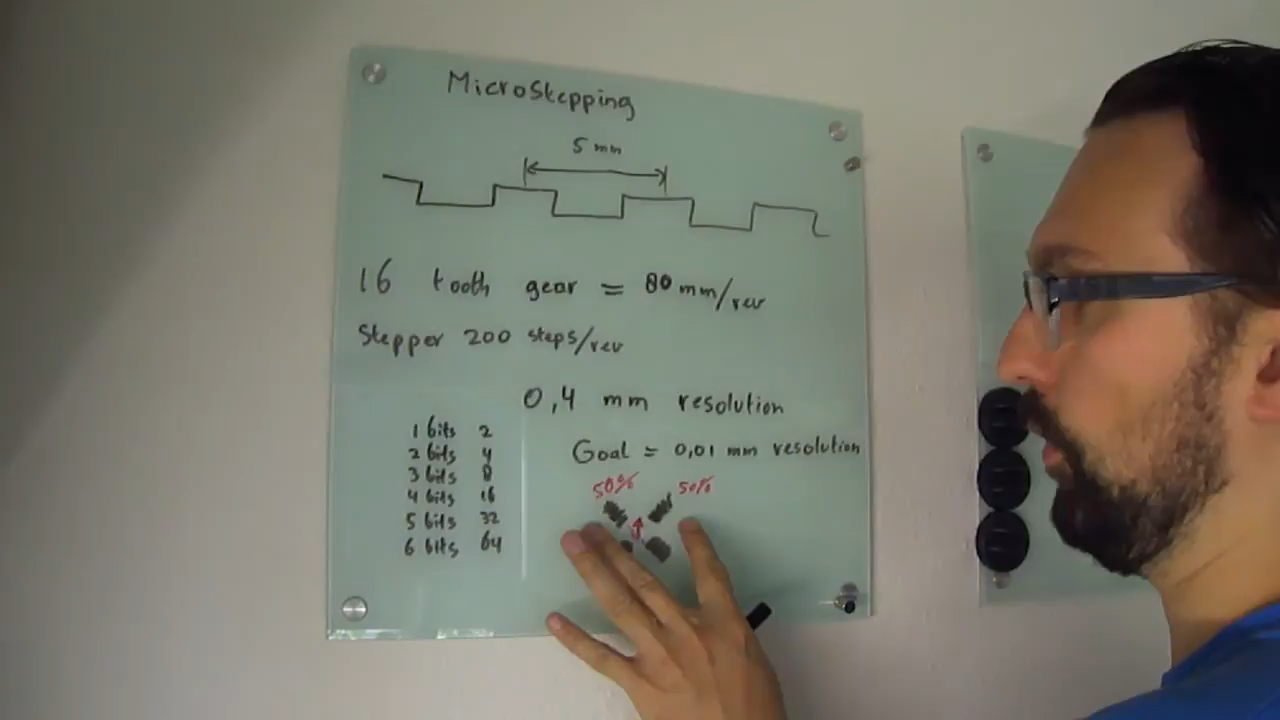 MicroStepping
5 mm
16 tooth gear = 80 mm/rev
Stepper 200 steps/rev
0,4 mm resolution
1 bits 2
2 bits 4
3 bits 8
4 bits 16
5 bits 32
6 bits 64
Goal = 0,01 mm resolution
50% 50%